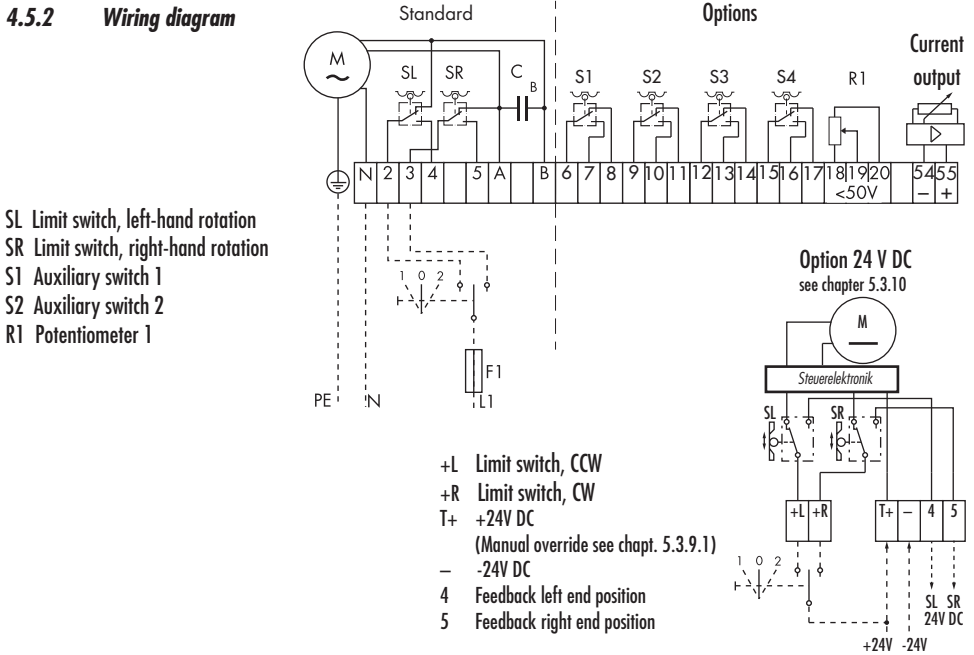 4.5.2 Wiring diagram
Standard
Options
Current
output
M
SL SR C
B
S1 S2 S3 S4 R1
N 2 3 4 5 A B 6 7 8 9 10 11 12 13 14 15 16 17 18 19 20 54 55
<50V
– +
SL Limit switch, left-hand rotation
SR Limit switch, right-hand rotation
S1 Auxiliary switch 1
S2 Auxiliary switch 2
R1 Potentiometer 1
1 0 2
F1
PE N L1
Option 24 V DC
see chapter 5.3.10
M
Steuerelektronik
SL SR
+L +R T+ – 4 5
1 0 2
SL SR
24V DC
+24V -24V
+L Limit switch, CCW
+R Limit switch, CW
T+ +24V DC
(Manual override see chapt. 5.3.9.1)
– -24V DC
4 Feedback left end position
5 Feedback right end position